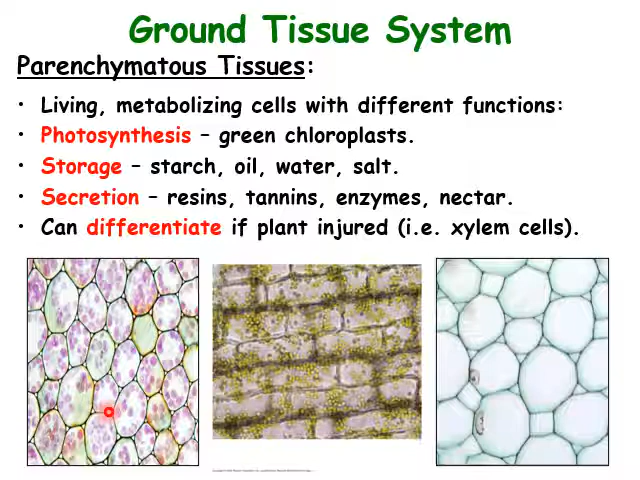 Ground Tissue System
Parenchymatous Tissues:
• Living, metabolizing cells with different functions:
• Photosynthesis – green chloroplasts.
• Storage – starch, oil, water, salt.
• Secretion – resins, tannins, enzymes, nectar.
• Can differentiate if plant injured (i.e. xylem cells).